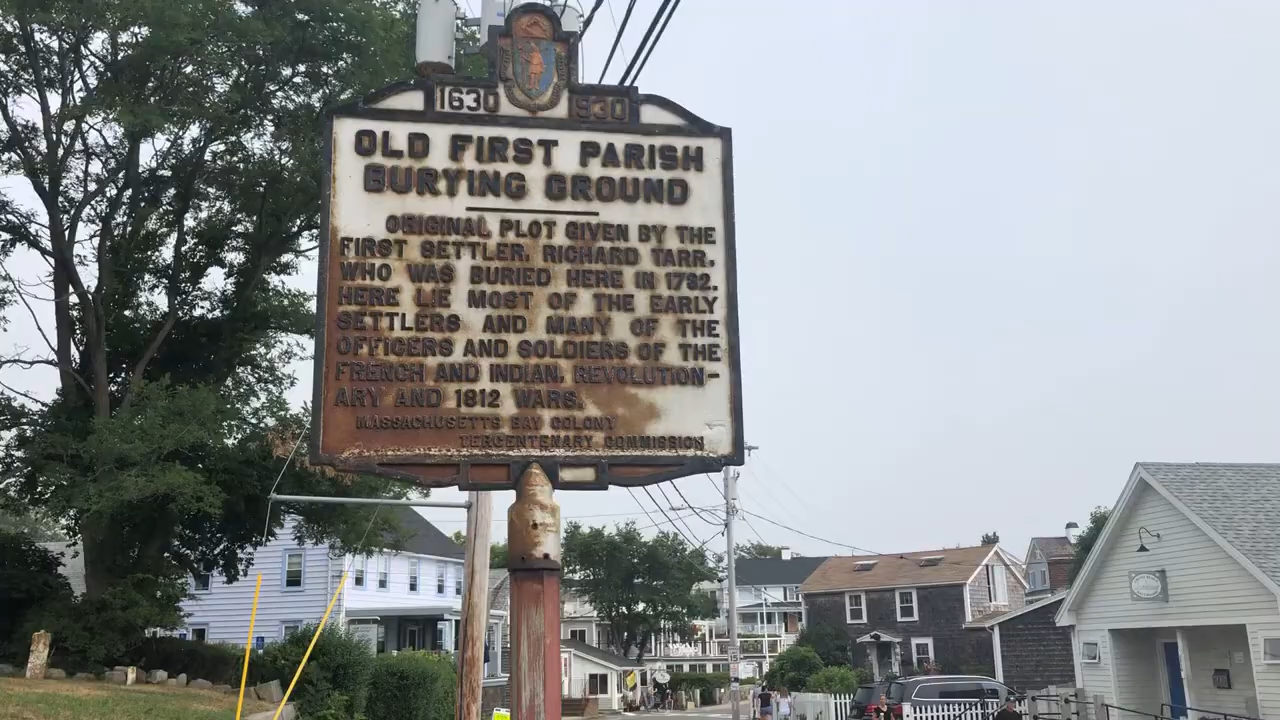 1630 1930
OLD FIRST PARISH
BURYING GROUND
ORIGINAL PLOT GIVEN BY THE
FIRST SETTLER, RICHARD TARR,
WHO WAS BURIED HERE IN 1732.
HERE LIE MOST OF THE EARLY
SETTLERS AND MANY OF THE
OFFICERS AND SOLDIERS OF THE
FRENCH AND INDIAN, REVOLUTION-
ARY AND 1812 WARS.
MASSACHUSETTS BAY COLONY
TERCENTENARY COMMISSION